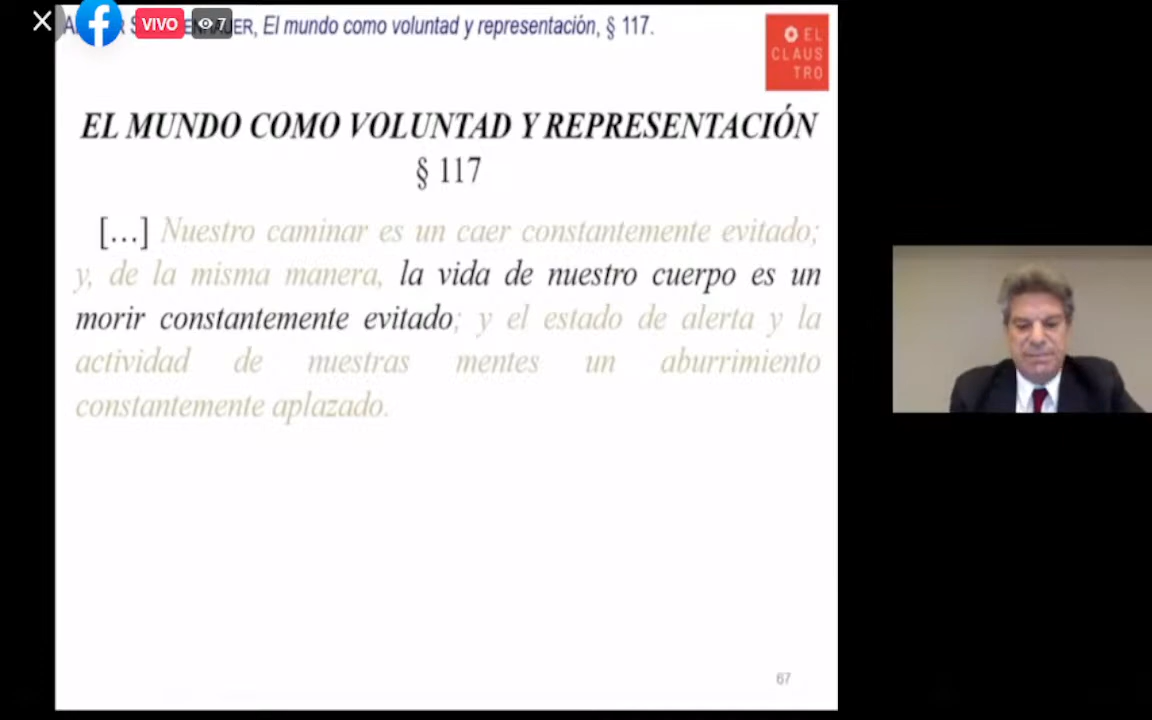 VIVO 7
El mundo como voluntad y representación, § 117.
EL
CLAUS
TRO
EL MUNDO COMO VOLUNTAD Y REPRESENTACIÓN
§ 117
[…] Nuestro caminar es un caer constantemente evitado;
y, de la misma manera, la vida de nuestro cuerpo es un
morir constantemente evitado; y el estado de alerta y la
actividad de nuestras mentes un aburrimiento
constantemente aplazado.
67